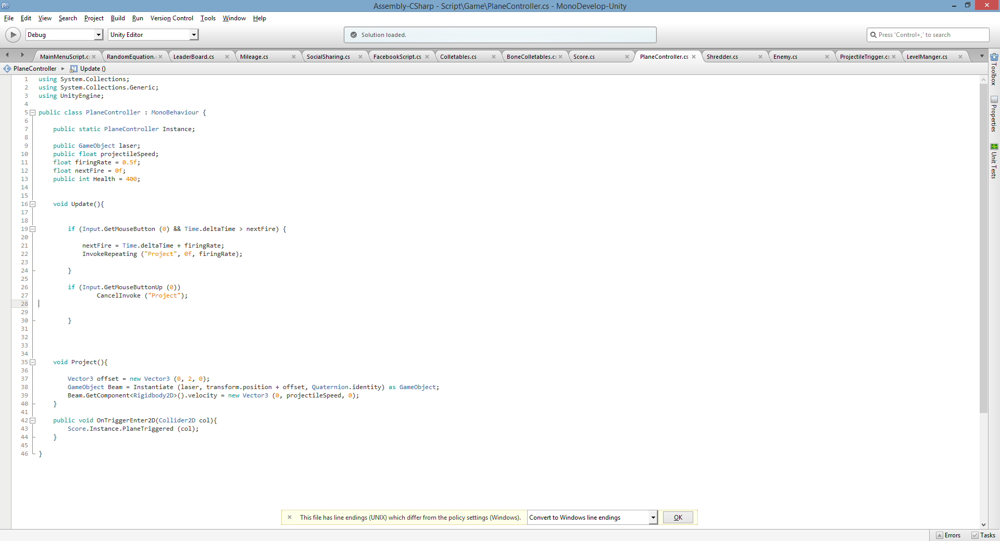 Assembly-CSharp - Script\Game\PlaneController.cs - MonoDevelop-Unity
File Edit View Search Project Build Run Version Control Tools Window Help
Debug Unity Editor Solution loaded. Press 'Control+,' to search
MainMenuScript.c RandomEquation. LeaderBoard.cs Mileage.cs SocialSharing.cs FacebookScript.cs Colletables.cs BoneColletables.cs Score.cs PlaneController.cs Shredder.cs Enemy.cs ProjectileTrigger.cs LevelManger.cs
PlaneController Update ()
1 using System.Collections;
2 using System.Collections.Generic;
3 using UnityEngine;
4
5 public class PlaneController : MonoBehaviour {
6
7 public static PlaneController Instance;
8
9 public GameObject laser;
10 public float projectileSpeed;
11 float firingRate = 0.5f;
12 float nextFire = 0f;
13 public int Health = 400;
14
15
16 void Update(){
17
18
19 if (Input.GetMouseButton (0) && Time.deltaTime > nextFire) {
20
21 nextFire = Time.deltaTime + firingRate;
22 InvokeRepeating ("Project", 0f, firingRate);
23
24 }
25
26 if (Input.GetMouseButtonUp (0))
27 CancelInvoke ("Project");
28
29
30 }
31
32
33
34
35 void Project(){
36
37 Vector3 offset = new Vector3 (0, 2, 0);
38 GameObject Beam = Instantiate (laser, transform.position + offset, Quaternion.identity) as GameObject;
39 Beam.GetComponent<Rigidbody2D>().velocity = new Vector3 (0, projectileSpeed, 0);
40 }
41
42 public void OnTriggerEnter2D(Collider2D col){
43 Score.Instance.PlaneTriggered (col);
44 }
45
46 }
Toolbox
Properties
Unit Tests
This file has line endings (UNIX) which differ from the policy settings (Windows). Convert to Windows line endings OK
Errors Tasks